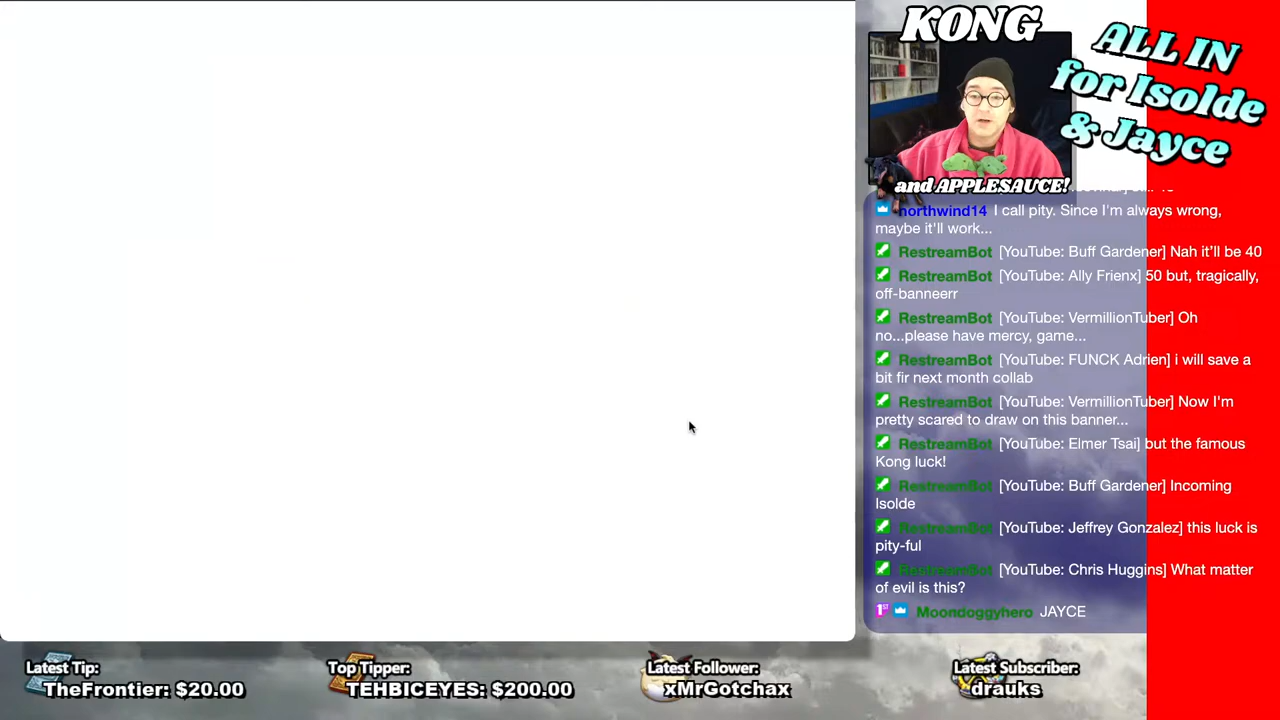 KONG
and APPLESAUCE!
ALL IN
for Isolde
& Jayce
northwind14 I call pity. Since I'm always wrong,
maybe it'll work...
RestreamBot [YouTube: Buff Gardener] Nah it'll be 40
RestreamBot [YouTube: Ally Frienx] 50 but, tragically,
off-banneerr
RestreamBot [YouTube: VermillionTuber] Oh
no...please have mercy, game...
RestreamBot [YouTube: FUNCK Adrien] i will save a
bit fir next month collab
RestreamBot [YouTube: VermillionTuber] Now I'm
pretty scared to draw on this banner...
RestreamBot [YouTube: Elmer Tsai] but the famous
Kong luck!
RestreamBot [YouTube: Buff Gardener] Incoming
Isolde
RestreamBot [YouTube: Jeffrey Gonzalez] this luck is
pity-ful
RestreamBot [YouTube: Chris Huggins] What matter
of evil is this?
1ST Moondoggyhero JAYCE
Latest Tip:
TheFrontier: $20.00
Top Tipper:
TEHBICEYES: $200.00
Latest Follower:
xMrGotchax
Latest Subscriber:
drauks